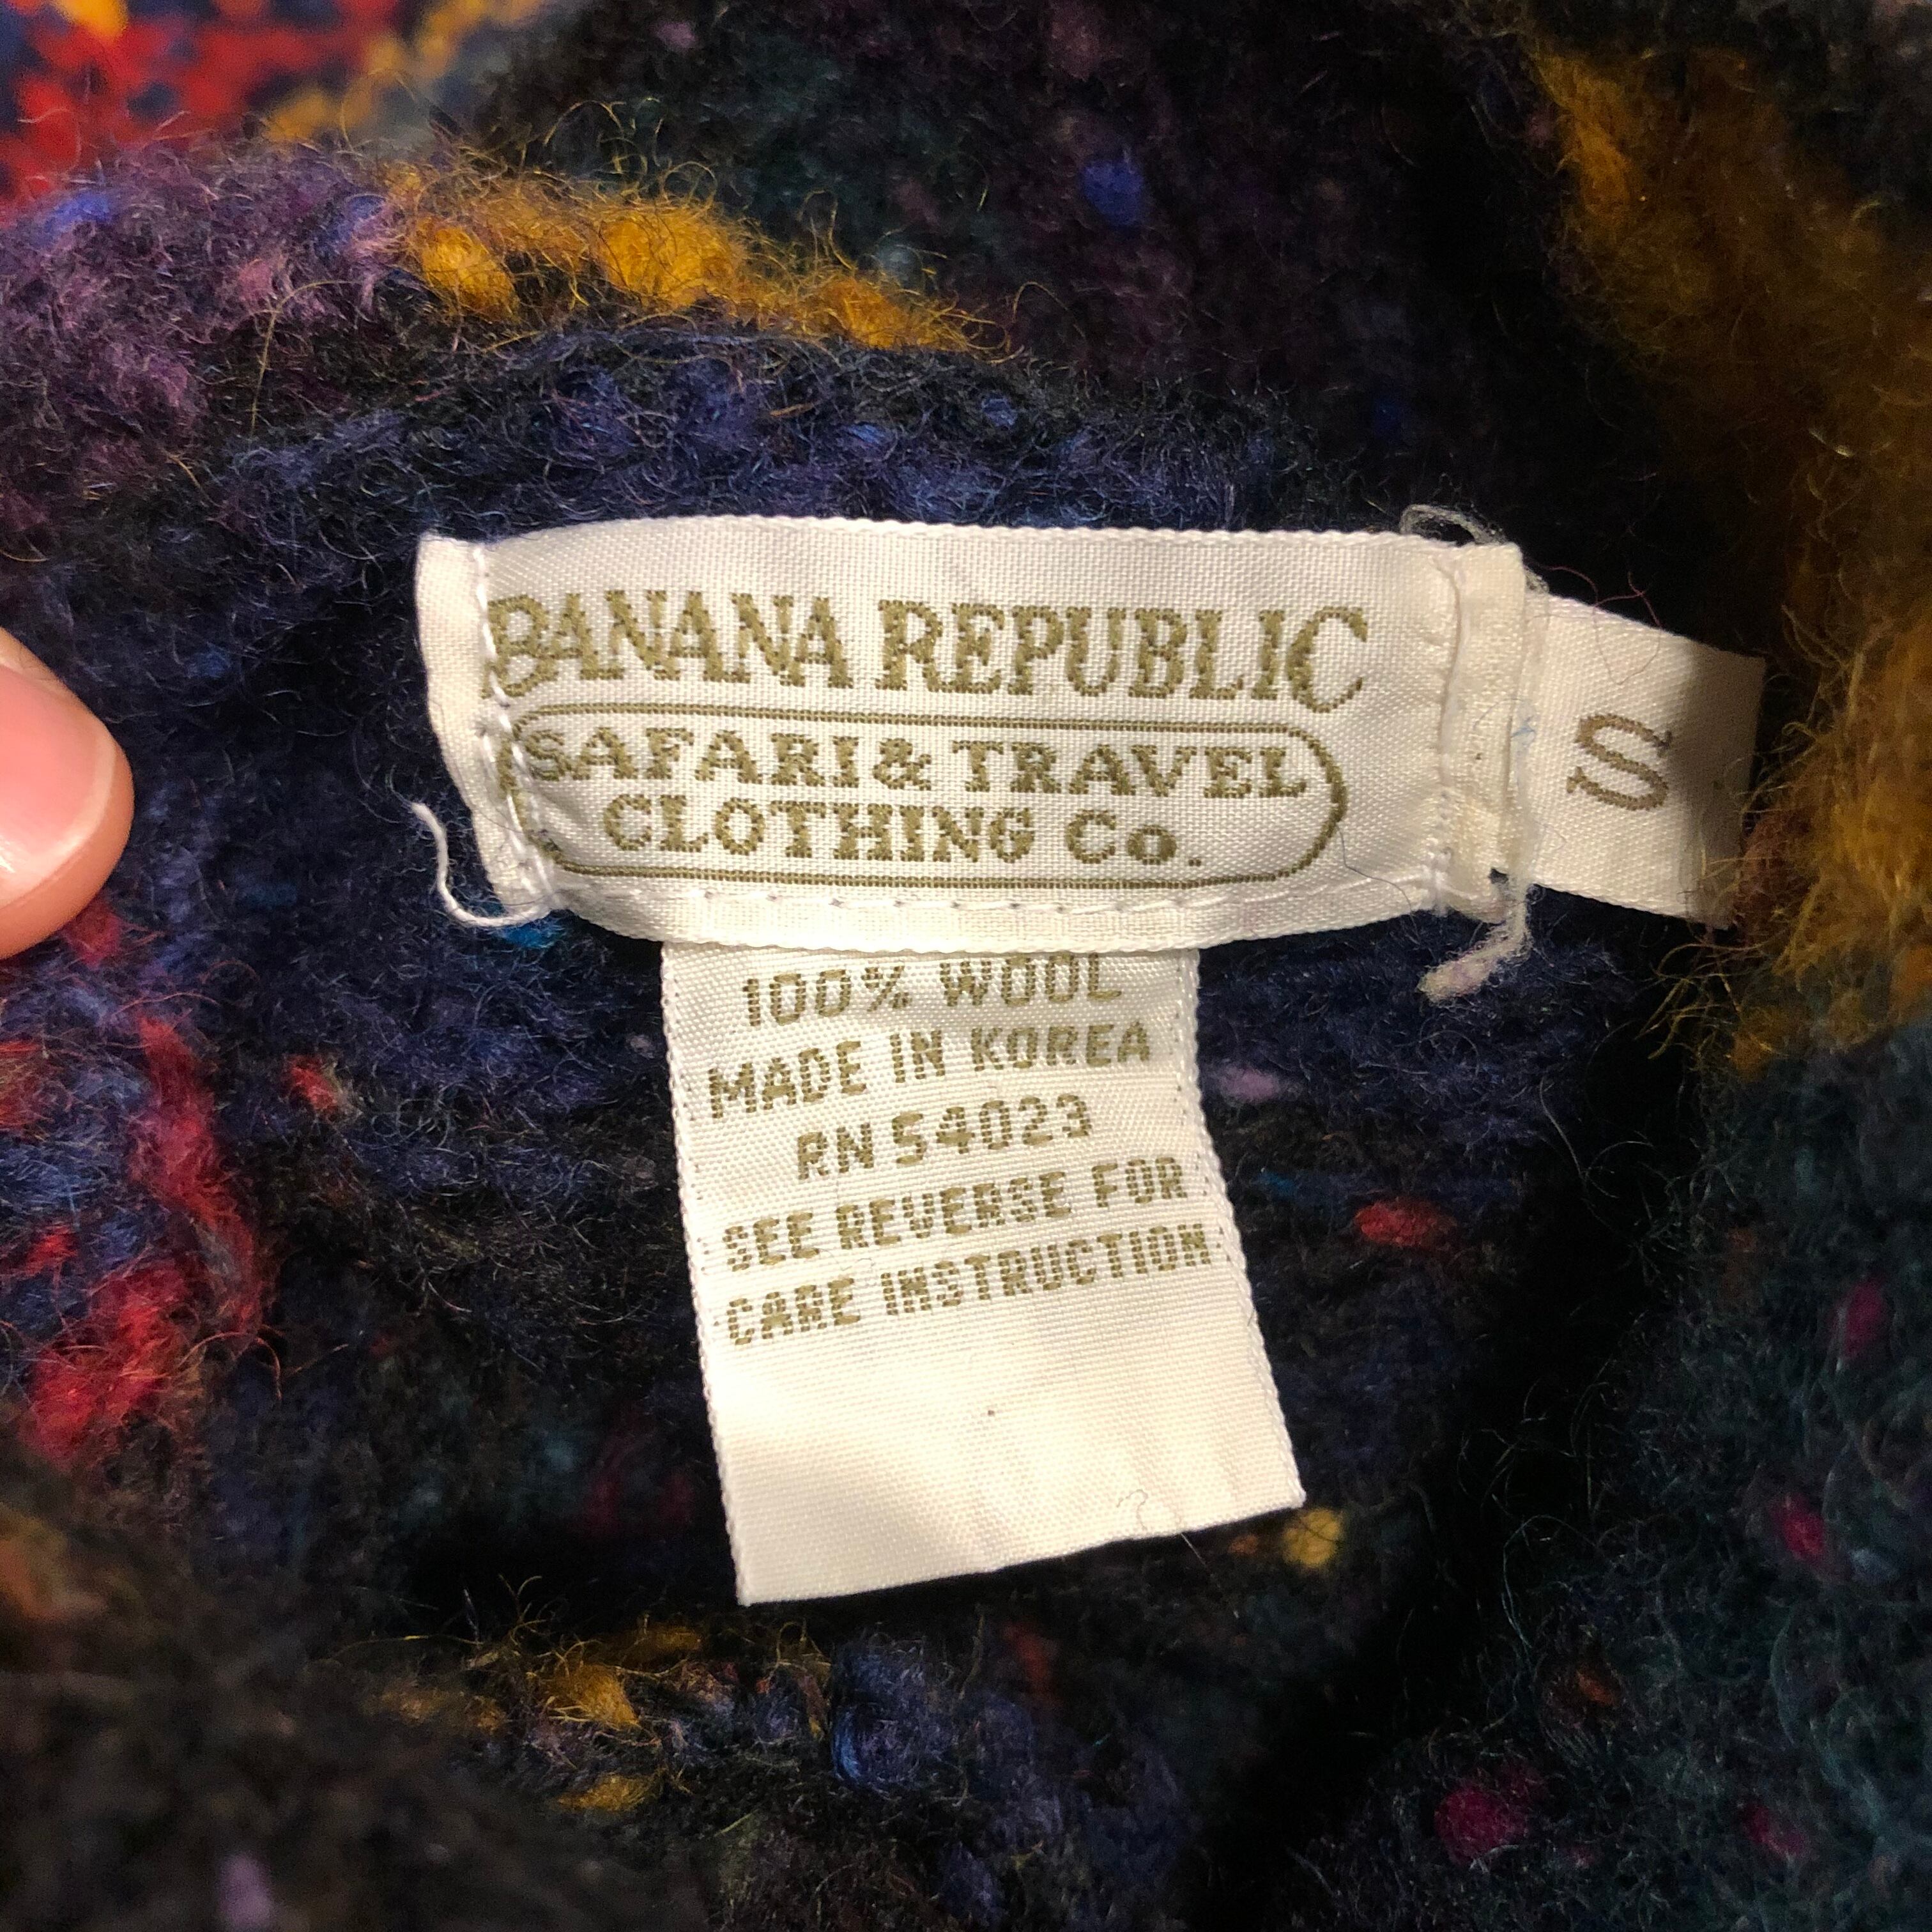 BANANA REPUBLIC
SAFARI & TRAVEL
CLOTHING Co.
S
100% WOOL
MADE IN KOREA
RN 54023
SEE REVERSE FOR
CARE INSTRUCTION